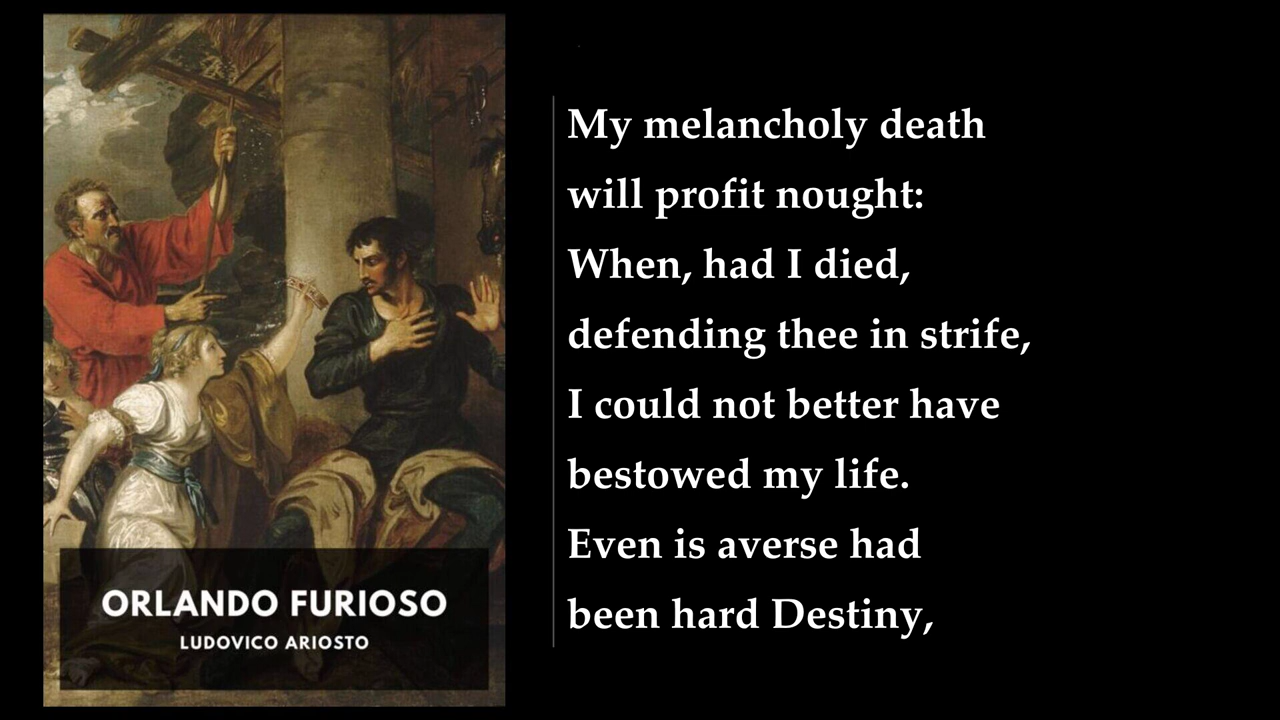 ORLANDO FURIOSO
LUDOVICO ARIOSTO
My melancholy death
will profit nought:
When, had I died,
defending thee in strife,
I could not better have
bestowed my life.
Even is averse had
been hard Destiny,